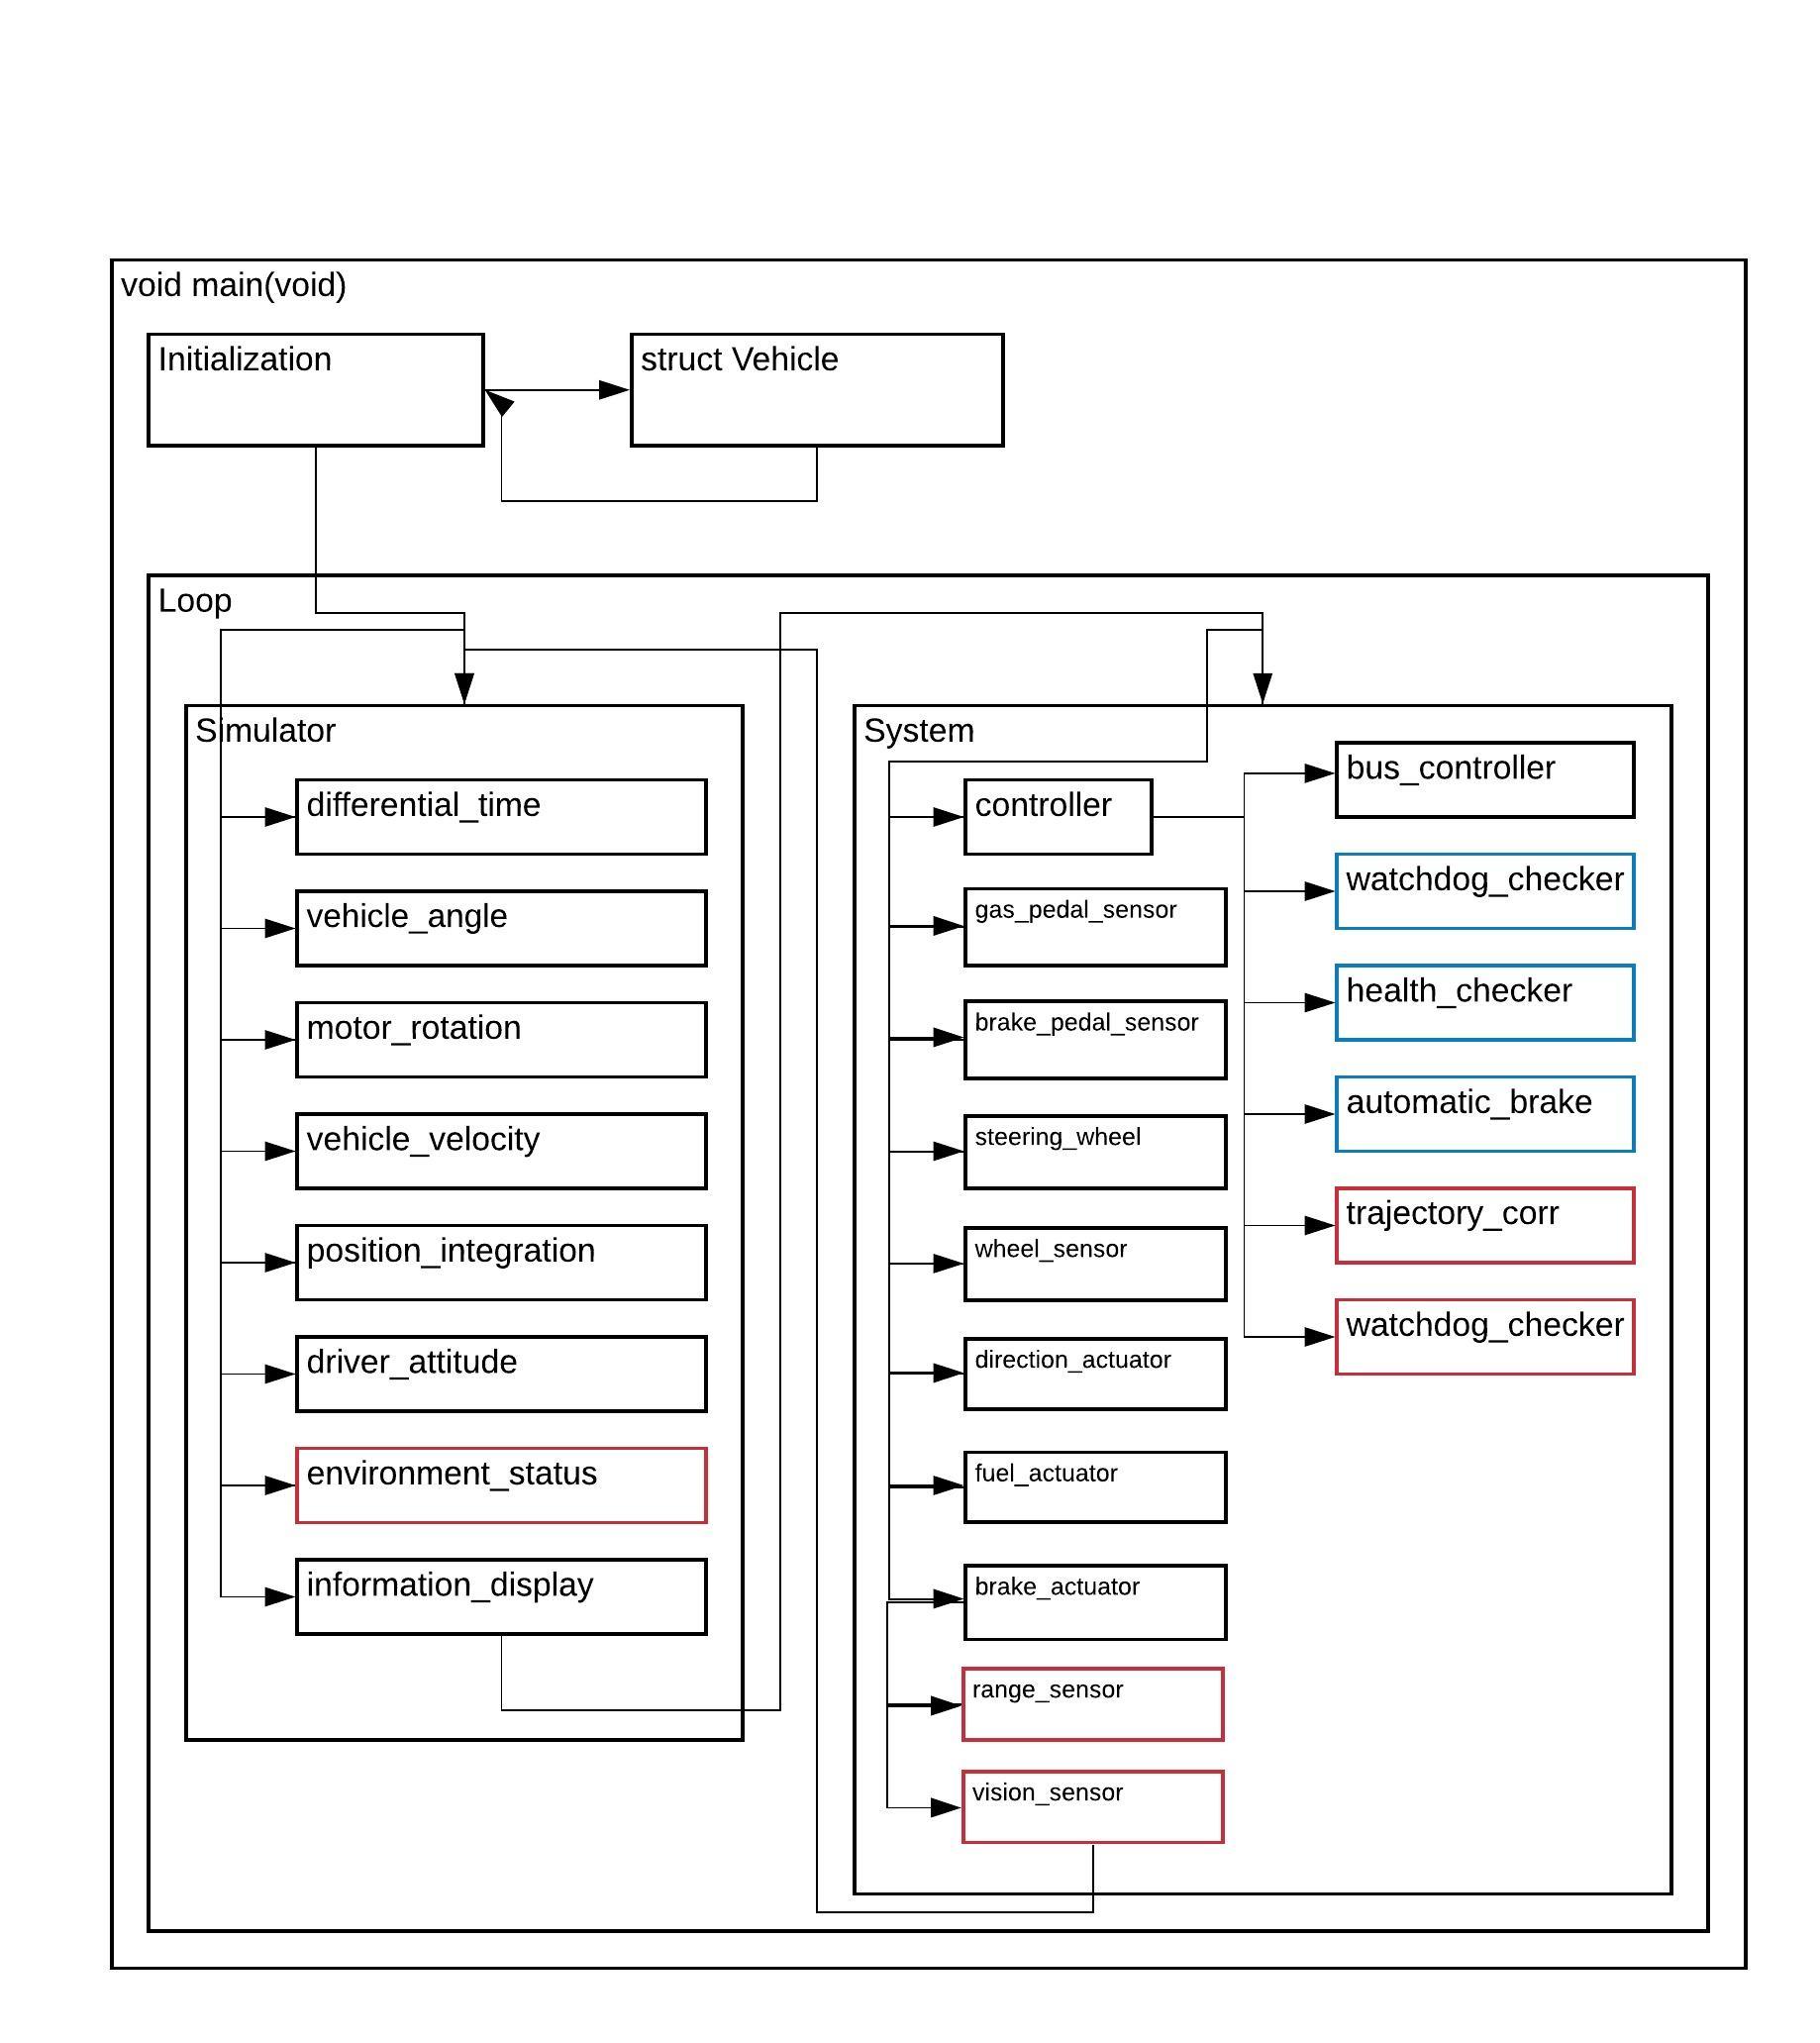 void main(void)
Initialization
struct Vehicle
Loop
Simulator
differential_time
vehicle_angle
motor_rotation
vehicle_velocity
position_integration
driver_attitude
environment_status
information_display
System
controller
gas_pedal_sensor
brake_pedal_sensor
steering_wheel
wheel_sensor
direction_actuator
fuel_actuator
brake_actuator
range_sensor
vision_sensor
bus_controller
watchdog_checker
health_checker
automatic_brake
trajectory_corr
watchdog_checker